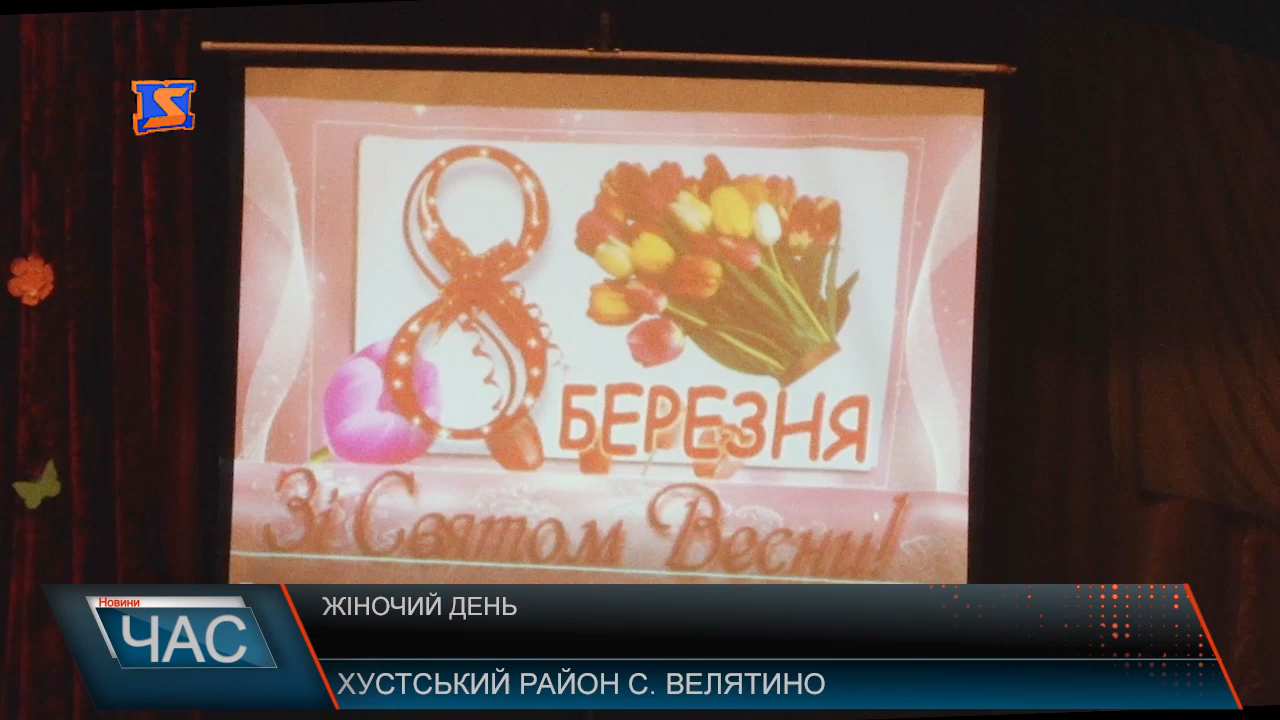 8
БЕРЕЗНЯ
Зі Святом Весни!
Новини
ЧАС
ЖІНОЧИЙ ДЕНЬ
ХУСТСЬКИЙ РАЙОН С. ВЕЛЯТИНО